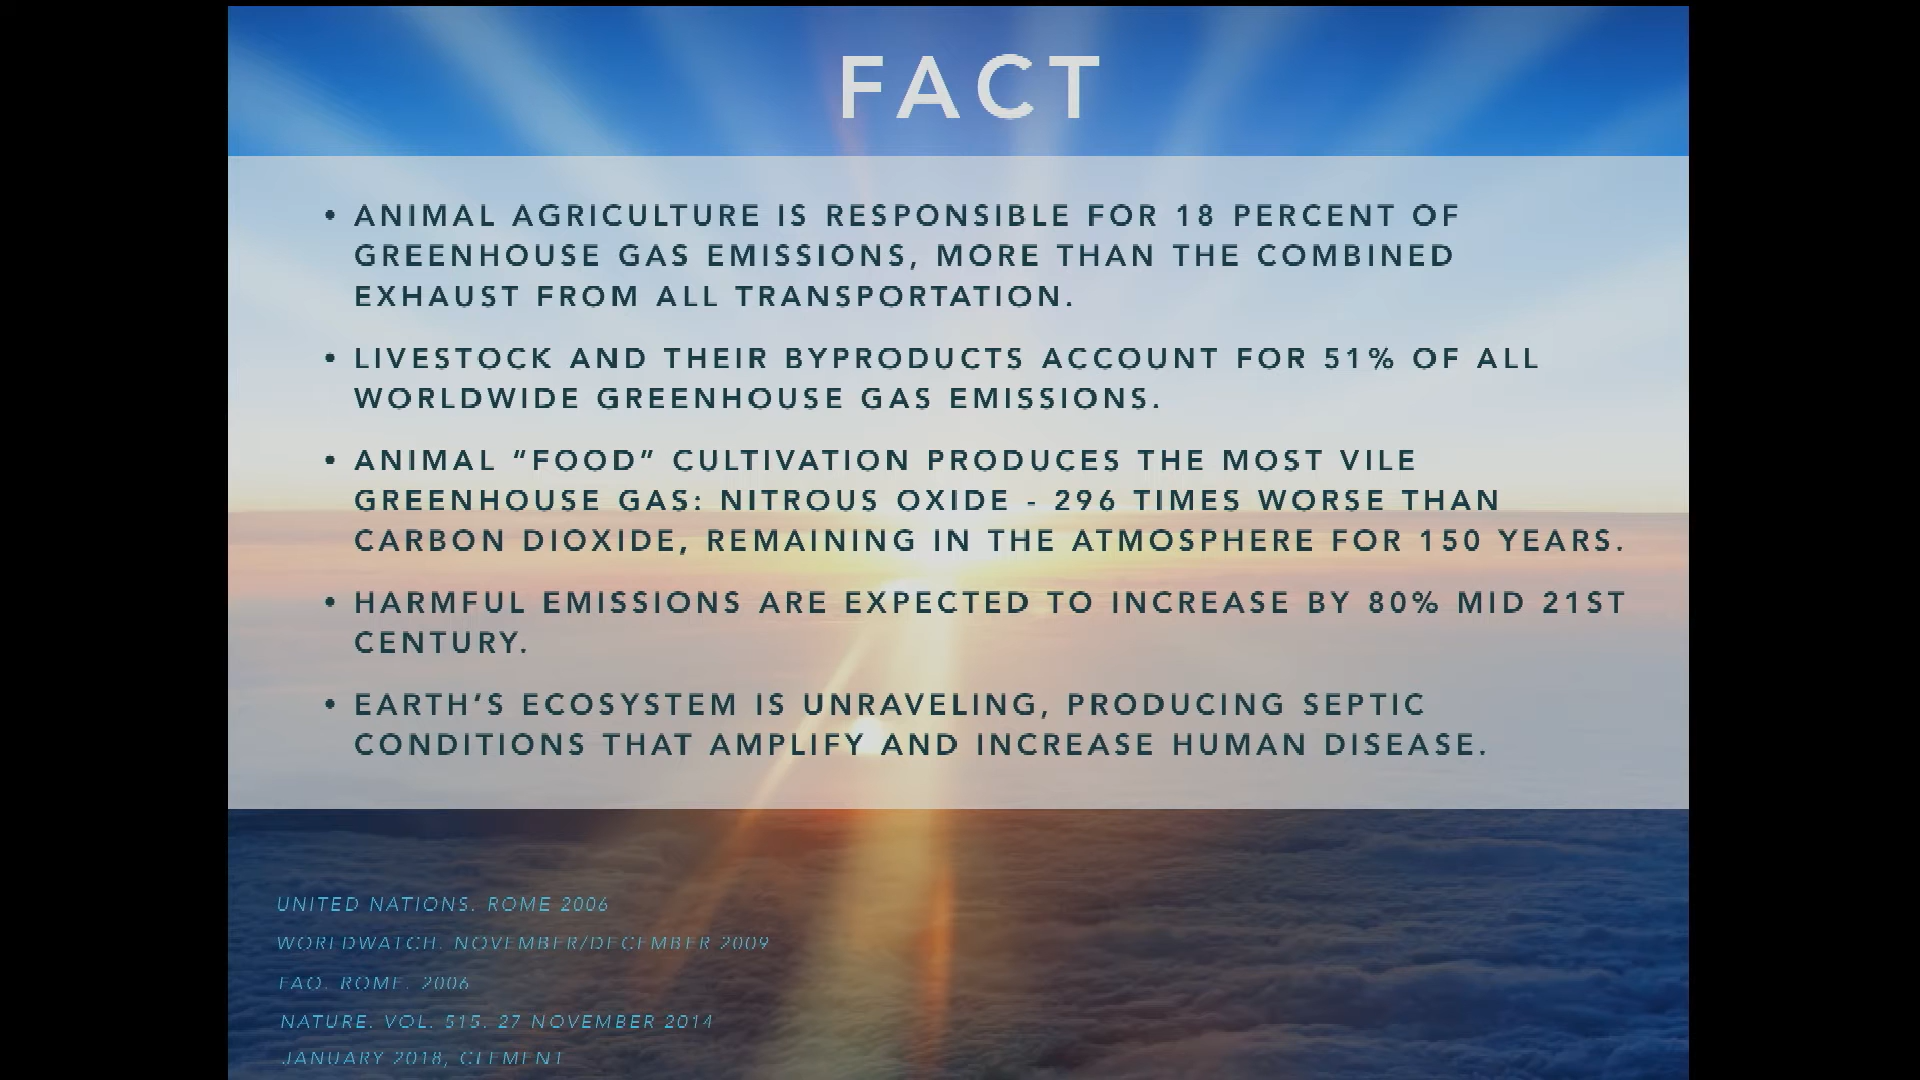 FACT
• ANIMAL AGRICULTURE IS RESPONSIBLE FOR 18 PERCENT OF
GREENHOUSE GAS EMISSIONS, MORE THAN THE COMBINED
EXHAUST FROM ALL TRANSPORTATION.
• LIVESTOCK AND THEIR BYPRODUCTS ACCOUNT FOR 51% OF ALL
WORLDWIDE GREENHOUSE GAS EMISSIONS.
• ANIMAL “FOOD” CULTIVATION PRODUCES THE MOST VILE
GREENHOUSE GAS: NITROUS OXIDE - 296 TIMES WORSE THAN
CARBON DIOXIDE, REMAINING IN THE ATMOSPHERE FOR 150 YEARS.
• HARMFUL EMISSIONS ARE EXPECTED TO INCREASE BY 80% MID 21ST
CENTURY.
• EARTH’S ECOSYSTEM IS UNRAVELING, PRODUCING SEPTIC
CONDITIONS THAT AMPLIFY AND INCREASE HUMAN DISEASE.
UNITED NATIONS. ROME 2006
WORLDWATCH. NOVEMBER/DECEMBER 2009
FAO. ROME. 2006
NATURE. VOL. 515. 27 NOVEMBER 2014
JANUARY 2018, CLEMENT